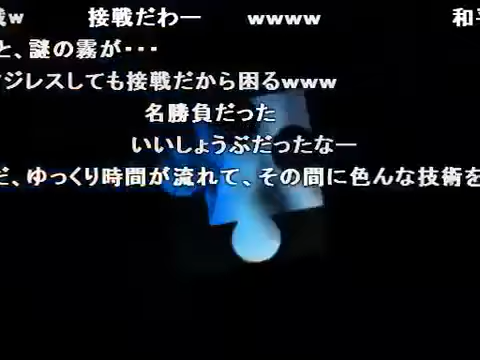 戦w 接戦だわー wwww 和平
と、謎の霧が・・・
マジレスしても接戦だから困るwww
名勝負だった
いいしょうぶだったなー
だ、ゆっくり時間が流れて、その間に色んな技術を